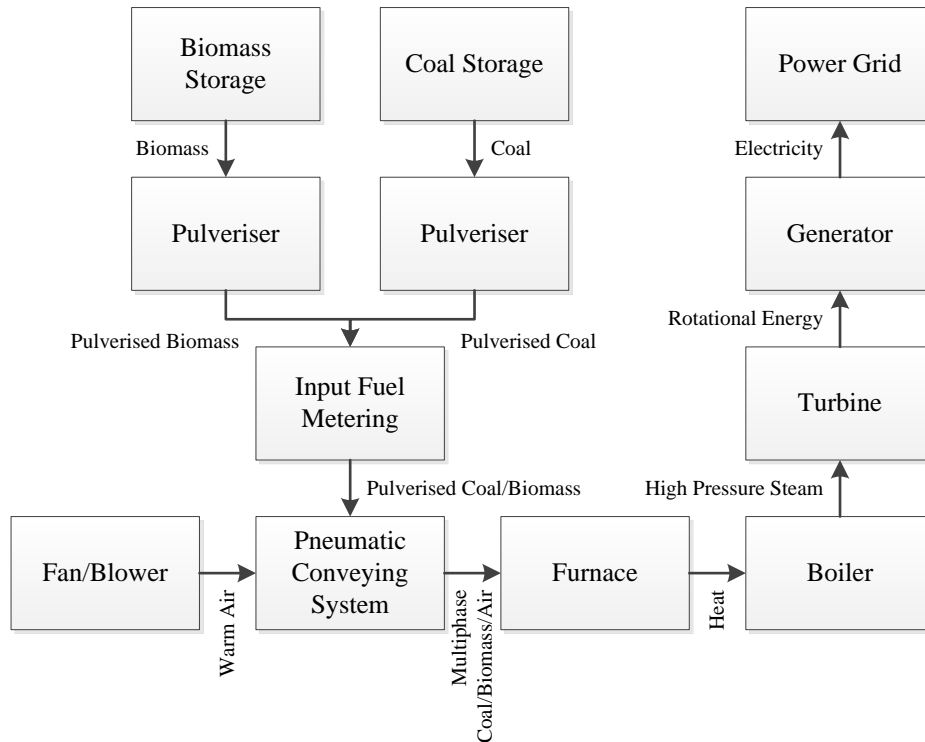 Biomass
Storage
Coal Storage
Power Grid
Biomass
Coal
Electricity
Pulveriser
Pulveriser
Generator
Pulverised Biomass
Pulverised Coal
Rotational Energy
Input Fuel
Metering
Turbine
Pulverised Coal/Biomass
High Pressure Steam
Fan/Blower
Warm Air
Pneumatic
Conveying
System
Multiphase
Coal/Biomass/Air
Furnace
Heat
Boiler